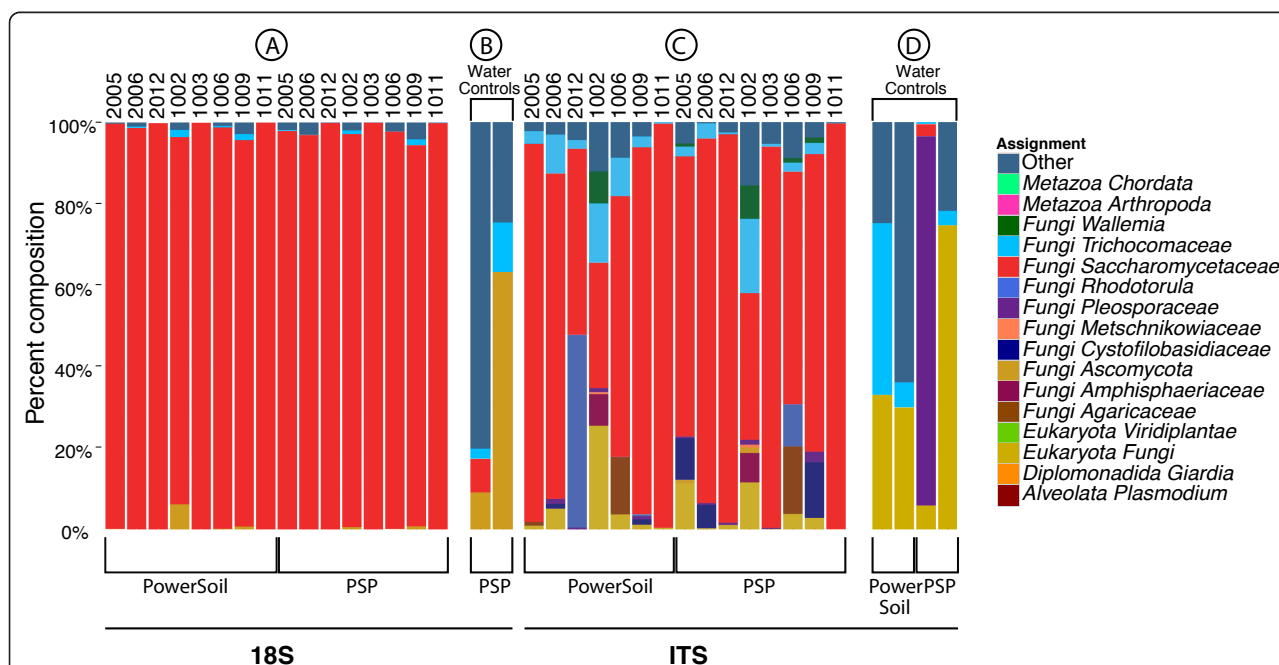 A
B
C
D
Water
Controls
Water
Controls
2005
2006
2012
1002
1003
1006
1009
1011
2005
2006
2012
1002
1003
1006
1009
1011
2005
2006
2012
1002
1006
1009
1011
2005
2006
2012
1002
1003
1006
1009
1011
Percent composition
100%
80%
60%
40%
20%
0%
Assignment
Other
Metazoa Chordata
Metazoa Arthropoda
Fungi Wallemia
Fungi Trichocomaceae
Fungi Saccharomycetaceae
Fungi Rhodotorula
Fungi Pleosporaceae
Fungi Metschnikowiaceae
Fungi Cystofilobasidiaceae
Fungi Ascomycota
Fungi Amphisphaeriaceae
Fungi Agaricaceae
Eukaryota Viridiplantae
Eukaryota Fungi
Diplomonadida Giardia
Alveolata Plasmodium
PowerSoil
PSP
PSP
PowerSoil
PSP
Power
Soil
PSP
18S
ITS